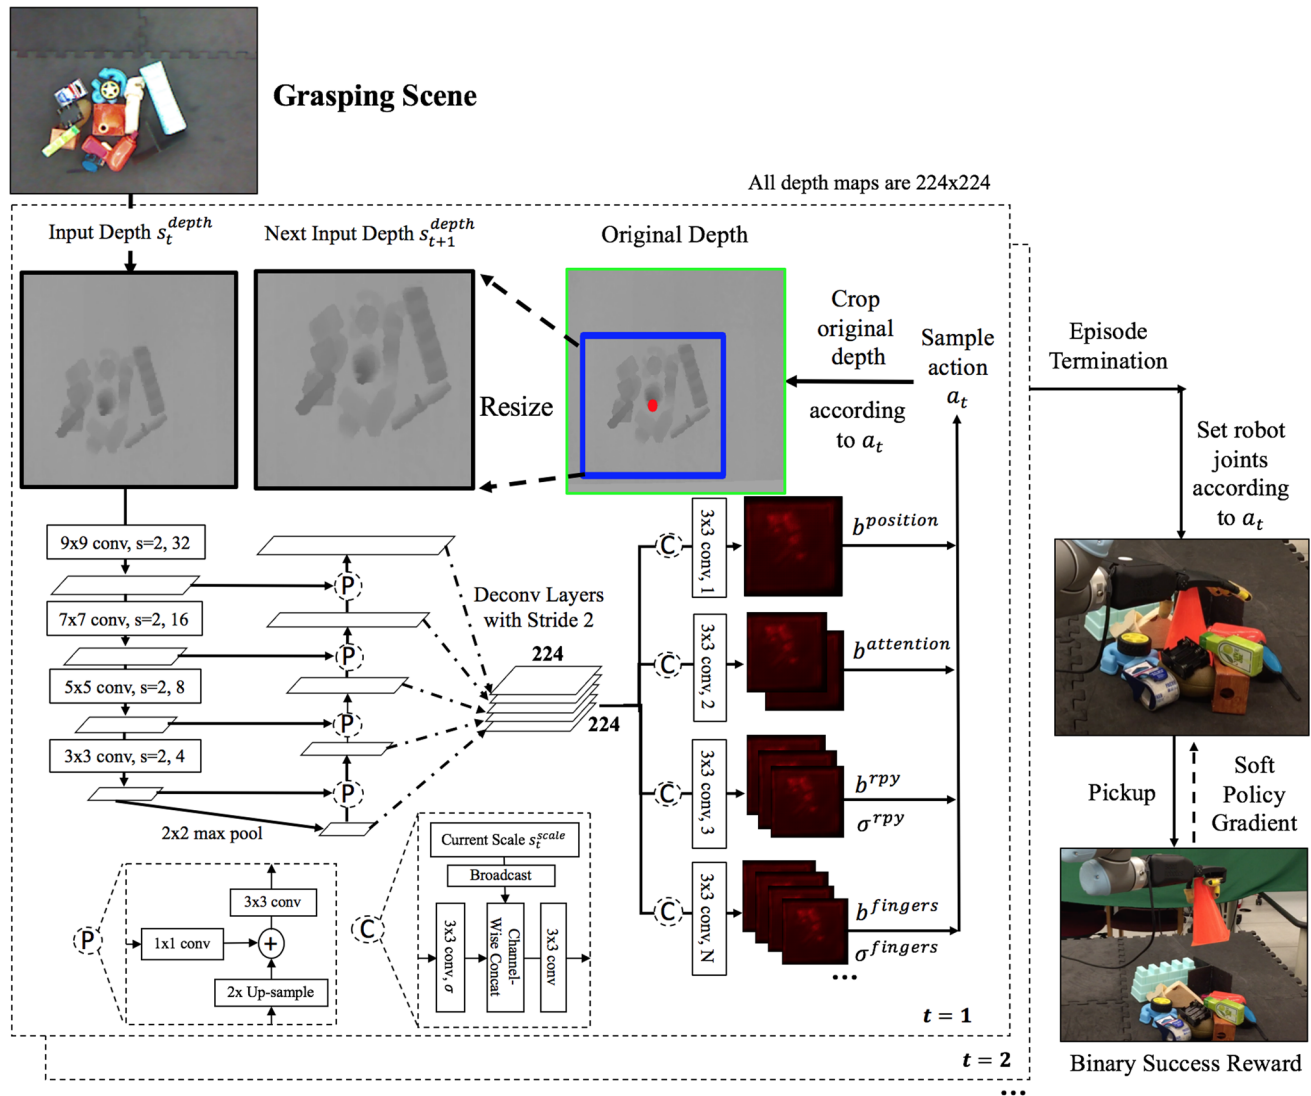 Grasping Scene
All depth maps are 224x224
Input Depth $s_t^{depth}$
Next Input Depth $s_{t+1}^{depth}$
Original Depth
Crop
original
depth
according
to $a_t$
Sample
action
$a_t$
Resize
Episode
Termination
Set robot
joints
according
to $a_t$
9x9 conv, s=2, 32
7x7 conv, s=2, 16
5x5 conv, s=2, 8
3x3 conv, s=2, 4
2x2 max pool
P
P
P
P
Deconv Layers
with Stride 2
224
224
C
3x3 conv, 1
$b^{position}$
C
3x3 conv, 2
$b^{attention}$
C
3x3 conv, 3
$b^{rpy}$
$\sigma^{rpy}$
C
3x3 conv, N
$b^{fingers}$
$\sigma^{fingers}$
...
P
3x3 conv
1x1 conv
+
2x Up-sample
C
Current Scale $s_t^{scale}$
Broadcast
3x3 conv, σ
Channel-
Wise Concat
3x3 conv
t = 1
t = 2
...
Pickup
Soft
Policy
Gradient
Binary Success Reward